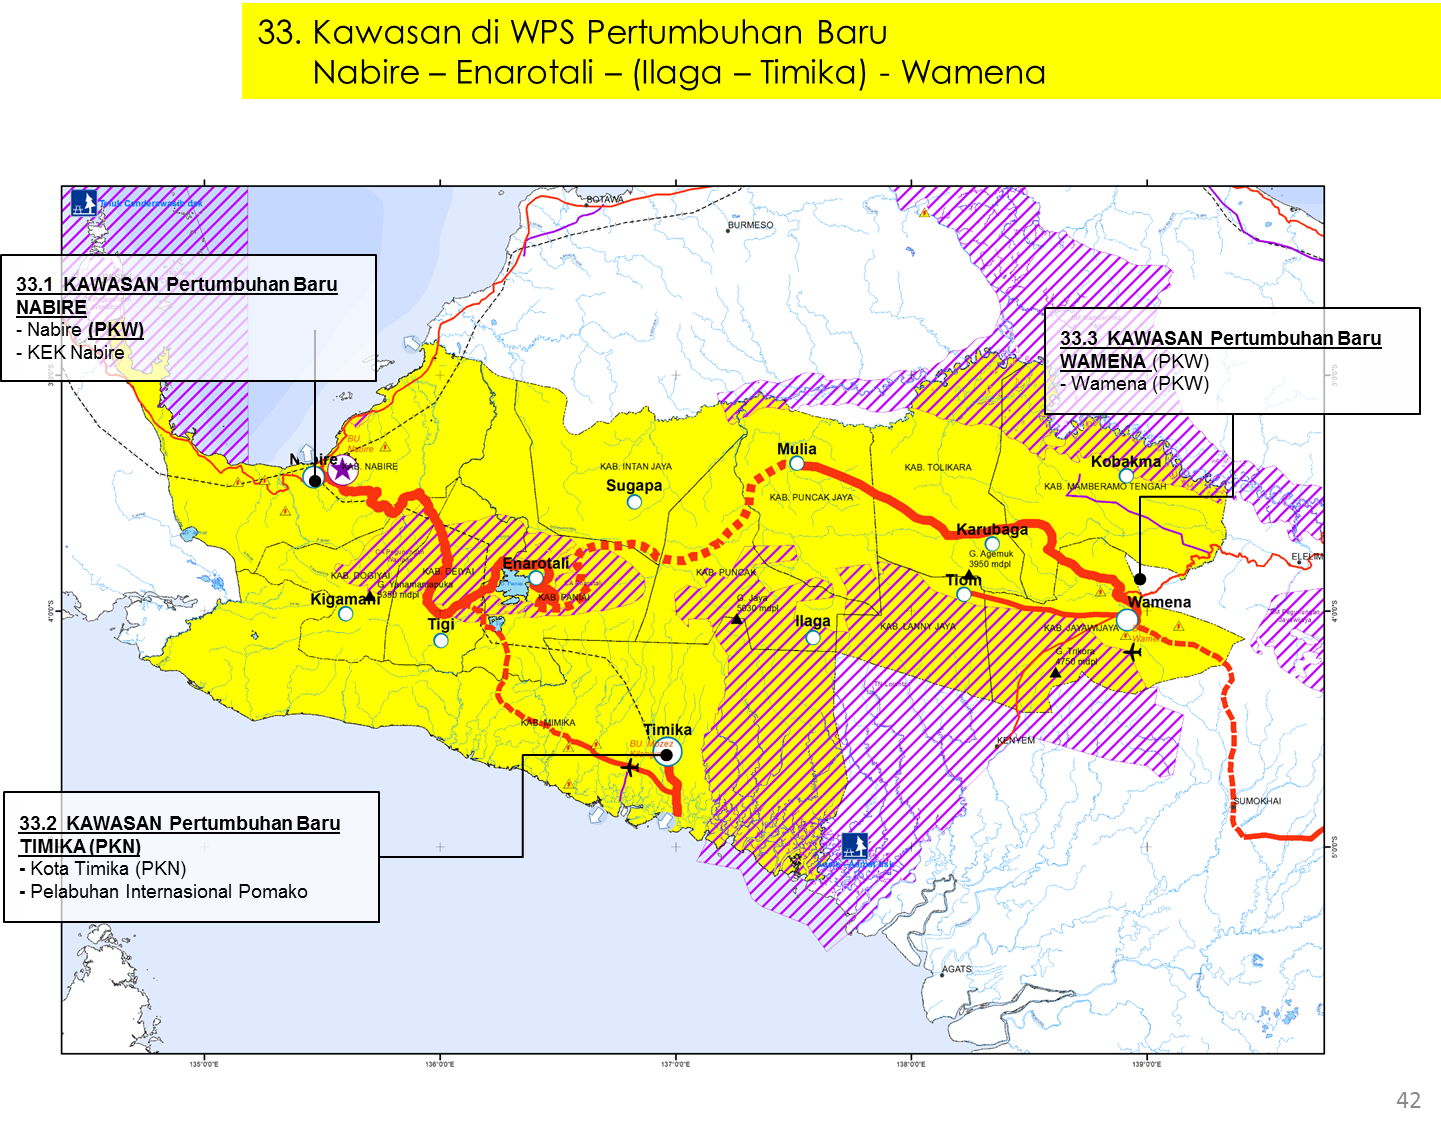 33. Kawasan di WPS Pertumbuhan Baru
Nabire – Enarotali – (Ilaga – Timika) - Wamena
Teluk Cenderawasih dsk
BOTAWA
BURMESO
33.1 KAWASAN Pertumbuhan Baru
NABIRE
- Nabire (PKW)
- KEK Nabire
33.3 KAWASAN Pertumbuhan Baru
WAMENA (PKW)
- Wamena (PKW)
BU.
Nabire
KAB. NABIRE
KAB. INTAN JAYA
Sugapa
Mulia
KAB. PUNCAK JAYA
KAB. TOLIKARA
Kobakma
KAB. MAMBERAMO TENGAH
Karubaga
G. Agemuk
3950 mdpl
ELELIM
Enarotali
KAB. DOGIYAI
KAB. DEIYAI
KAB. PANIAI
KAB. PUNCAK
Tiom
Kigamani
Tigi
G. Jaya
5030 mdpl
Ilaga
KAB. LANNY JAYA
Wamena
KAB. JAYAWIJAYA
G. Trikora
4750 mdpl
TN Lorentz
KENYEM
KAB. MIMIKA
Timika
BU. Mozez
SUMOKHAI
33.2 KAWASAN Pertumbuhan Baru
TIMIKA (PKN)
- Kota Timika (PKN)
- Pelabuhan Internasional Pomako
AGATS
4°0'0"S
4°0'0"S
5°0'0"S
135°0'0"E
136°0'0"E
137°0'0"E
138°0'0"E
139°0'0"E
42